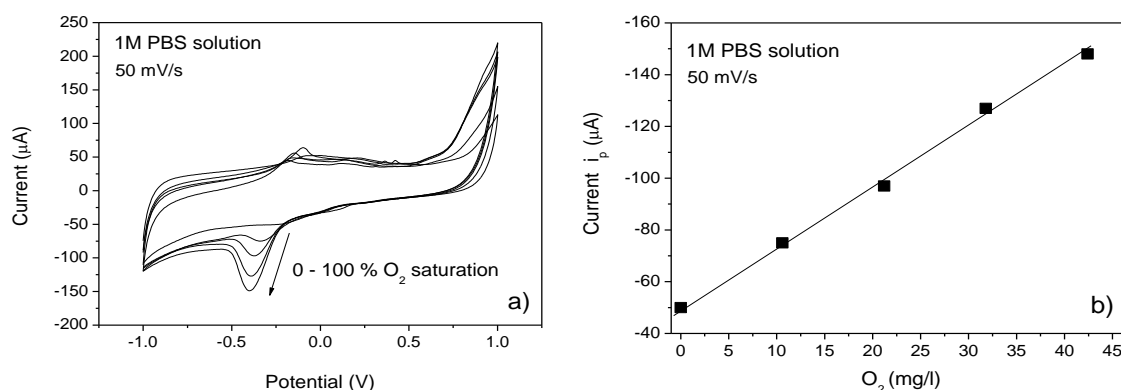 1M PBS solution
50 mV/s
Current (µA)
250
200
150
100
50
0
-50
-100
-150
-200
-1.0 -0.5 0.0 0.5 1.0
Potential (V)
0 - 100 % O2 saturation
a)
1M PBS solution
50 mV/s
Current ip (µA)
-160
-140
-120
-100
-80
-60
-40
0 5 10 15 20 25 30 35 40 45
O2 (mg/l)
b)